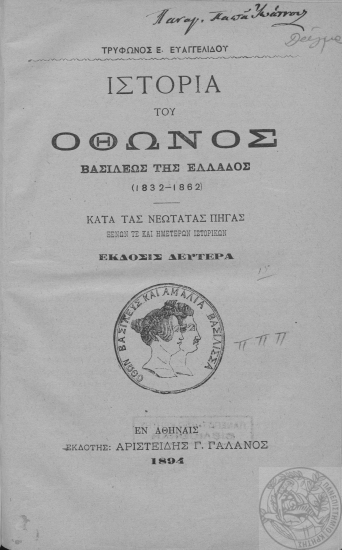 ΤΡΥΦΩΝΟΣ Ε. ΕΥΑΓΓΕΛΙΔΟΥ
ΙΣΤΟΡΙΑ
ΤΟΥ
ΟΘΩΝΟΣ
ΒΑΣΙΛΕΩΣ ΤΗΣ ΕΛΛΑΔΟΣ
(1832–1862)
ΚΑΤΑ ΤΑΣ ΝΕΩΤΑΤΑΣ ΠΗΓΑΣ
ΞΕΝΩΝ ΤΕ ΚΑΙ ΗΜΕΤΕΡΩΝ ΙΣΤΟΡΙΚΩΝ
ΕΚΔΟΣΙΣ ΔΕΥΤΕΡΑ
ΟΘΩΝ ΒΑΣΙΛΕΥΣ ΚΑΙ ΑΜΑΛΙΑ ΒΑΣΙΛΙΣΣΑ
Π Π Π
ΕΝ ΑΘΗΝΑΙΣ
ΕΚΔΟΤΗΣ: ΑΡΙΣΤΕΙΔΗΣ Γ. ΓΑΛΑΝΟΣ
1894